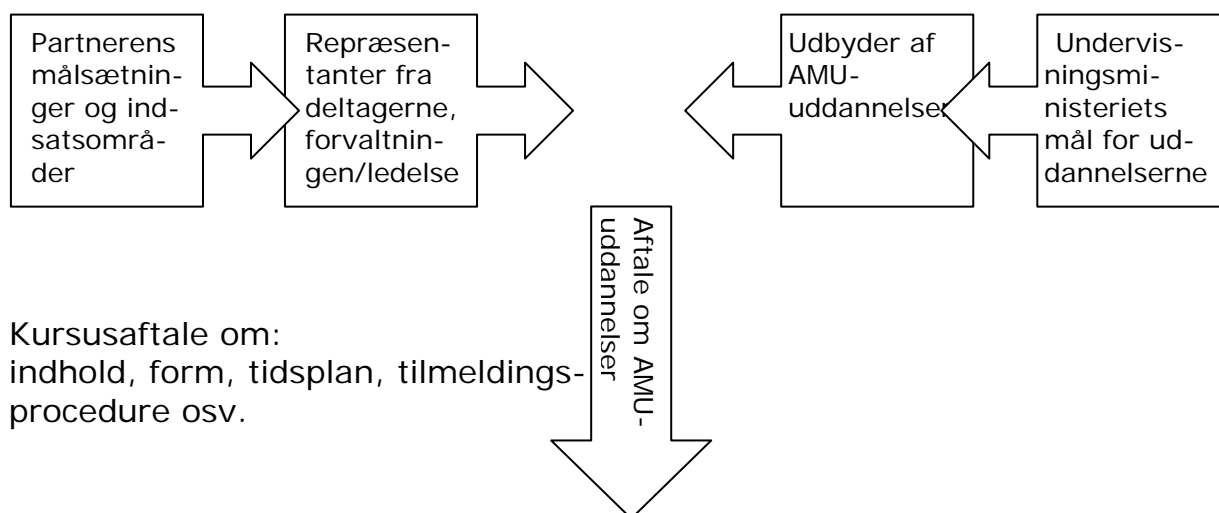 Partnerens
målsætnin-
ger og ind-
satsområ-
der
Repræsen-
tanter fra
deltagerne,
forvaltnin-
gen/ledelse
Udbyder af
AMU-
uddannelser
Undervis-
ningsmi-
nisteriets
mål for ud-
dannelserne
Aftale om AMU-
uddannelser
Kursusaftale om:
indhold, form, tidsplan, tilmeldings-
procedure osv.